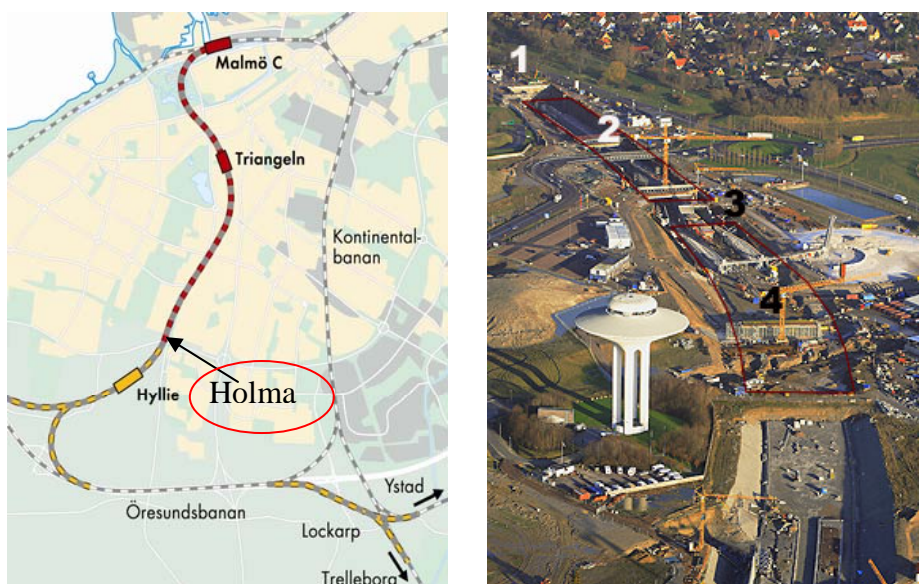 Malmö C
Triangeln
Kontinental-
banan
Hyllie
Holma
Öresundsbanan
Lockarp
Ystad
Trelleborg
1
2
3
4